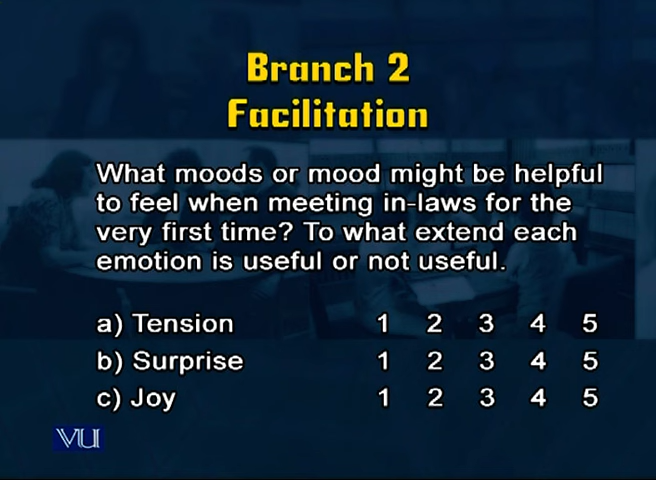 Branch 2
Facilitation
What moods or mood might be helpful
to feel when meeting in-laws for the
very first time? To what extend each
emotion is useful or not useful.
a) Tension 1 2 3 4 5
b) Surprise 1 2 3 4 5
c) Joy 1 2 3 4 5
VU